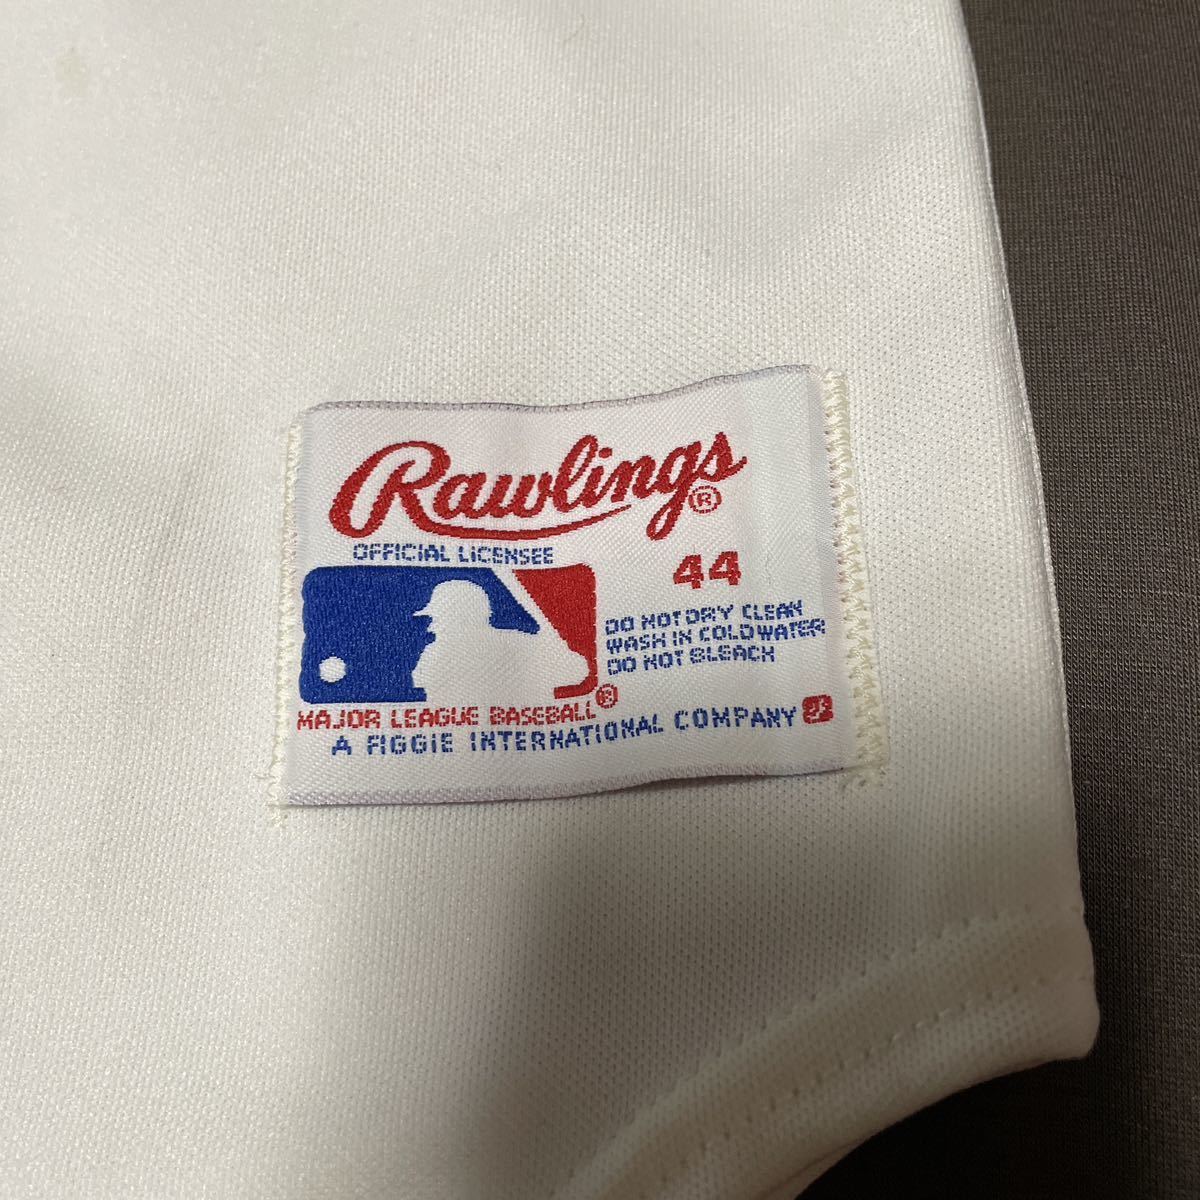 Rawlings®
OFFICIAL LICENSEE
44
DO NOT DRY CLEAN
WASH IN COLD WATER
DO NOT BLEACH
MAJOR LEAGUE BASEBALL®
A FIGGIE INTERNATIONAL COMPANY